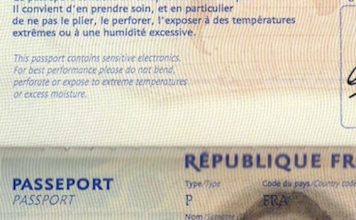 Il convient d'en prendre soin, et en particulier
de ne pas le plier, le perforer, l'exposer à des températures
extrêmes ou à une humidité excessive.
This passport contains sensitive electronics.
For best performance please do not bend,
perforate or expose to extreme temperatures
or excess moisture.
RÉPUBLIQUE FR
PASSEPORT
PASSPORT
Type/Type
Code du pays/Country code
P
FRA
Nom/